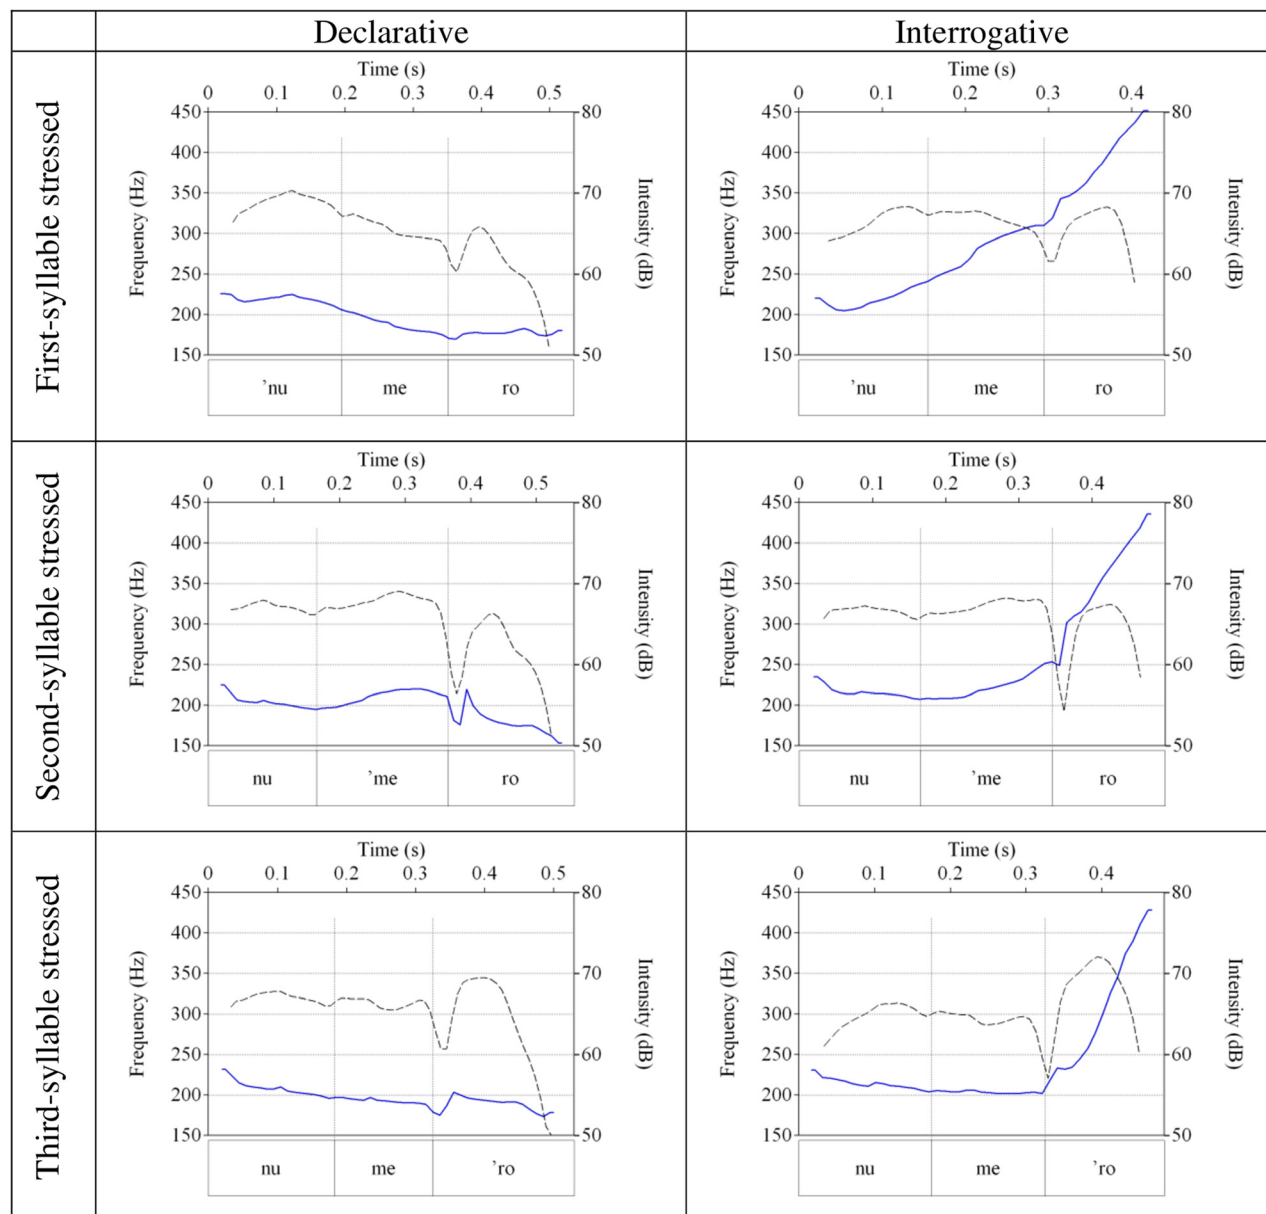 Declarative
Interrogative
First-syllable stressed
Time (s)
0 0.1 0.2 0.3 0.4 0.5
Frequency (Hz)
450
400
350
300
250
200
150
80
70
60
50
Intensity (dB)
'nu me ro
Time (s)
0 0.1 0.2 0.3 0.4
Frequency (Hz)
450
400
350
300
250
200
150
80
70
60
50
Intensity (dB)
'nu me ro
Second-syllable stressed
Time (s)
0 0.1 0.2 0.3 0.4 0.5
Frequency (Hz)
450
400
350
300
250
200
150
80
70
60
50
Intensity (dB)
nu 'me ro
Time (s)
0 0.1 0.2 0.3 0.4
Frequency (Hz)
450
400
350
300
250
200
150
80
70
60
50
Intensity (dB)
nu 'me ro
Third-syllable stressed
Time (s)
0 0.1 0.2 0.3 0.4 0.5
Frequency (Hz)
450
400
350
300
250
200
150
80
70
60
50
Intensity (dB)
nu me 'ro
Time (s)
0 0.1 0.2 0.3 0.4
Frequency (Hz)
450
400
350
300
250
200
150
80
70
60
50
Intensity (dB)
nu me 'ro